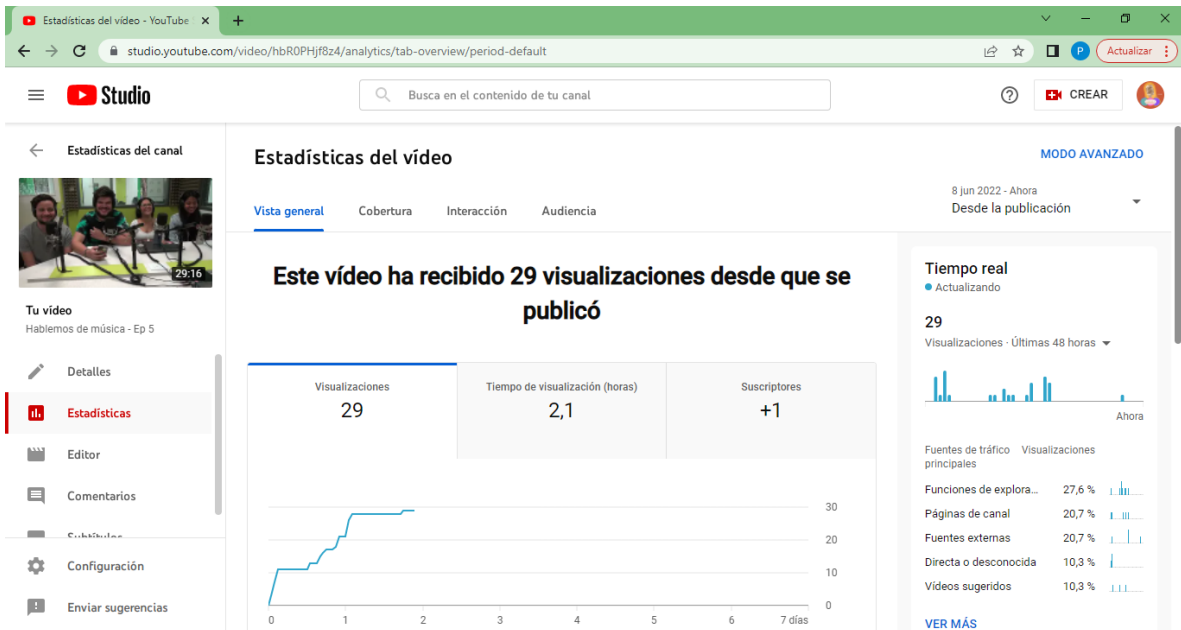 Estadísticas del vídeo - YouTube
studio.youtube.com/video/hbR0PHjf8z4/analytics/tab-overview/period-default
P
Actualizar
Studio
Busca en el contenido de tu canal
CREAR
Estadísticas del canal
29:16
Tu vídeo
Hablemos de música - Ep 5
Detalles
Estadísticas
Editor
Comentarios
Subtítulos
Configuración
Enviar sugerencias
Estadísticas del vídeo
MODO AVANZADO
Vista general Cobertura Interacción Audiencia
8 jun 2022 - Ahora
Desde la publicación
Este vídeo ha recibido 29 visualizaciones desde que se
publicó
Visualizaciones Tiempo de visualización (horas) Suscriptores
29 2,1 +1
30
20
10
0
0 1 2 3 4 5 6 7 días
Tiempo real
Actualizando
29
Visualizaciones · Últimas 48 horas
Ahora
Fuentes de tráfico Visualizaciones
principales
Funciones de explora... 27,6 %
Páginas de canal 20,7 %
Fuentes externas 20,7 %
Directa o desconocida 10,3 %
Vídeos sugeridos 10,3 %
VER MÁS